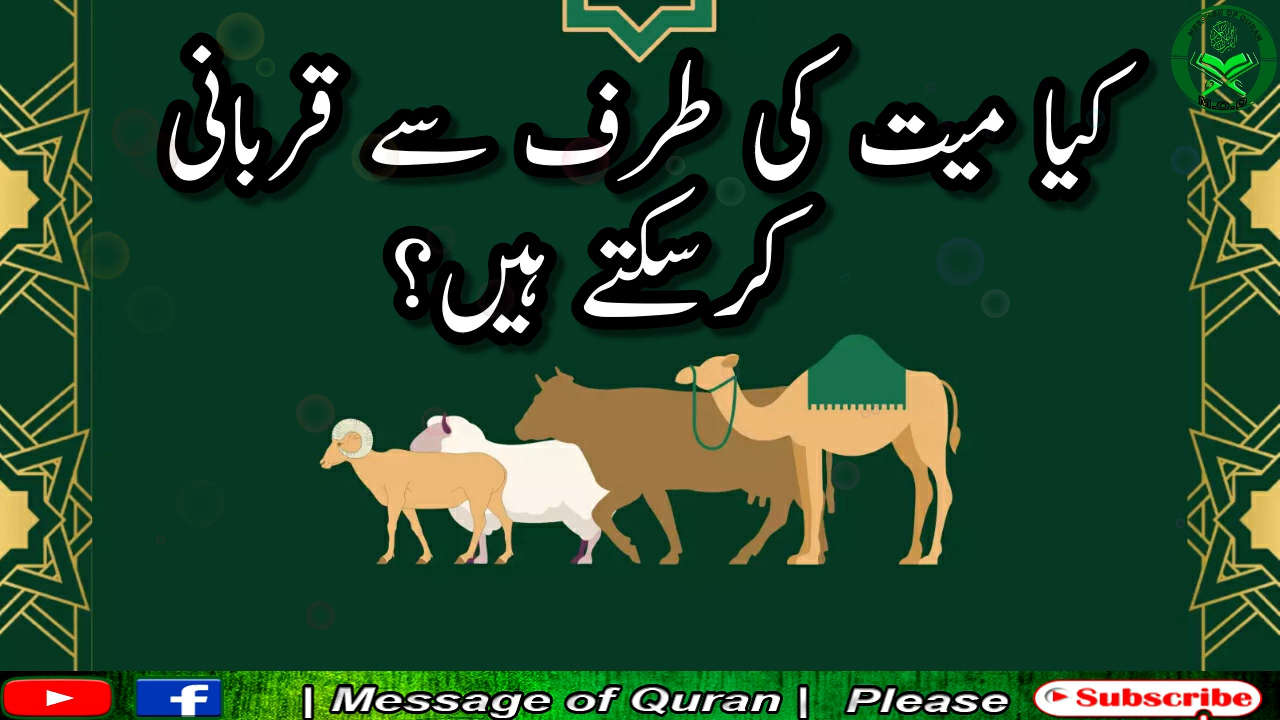 کیا میت کی طرف سے قربانی
کر سکتے ہیں؟
M.O.Q
| Message of Quran | Please Subscribe